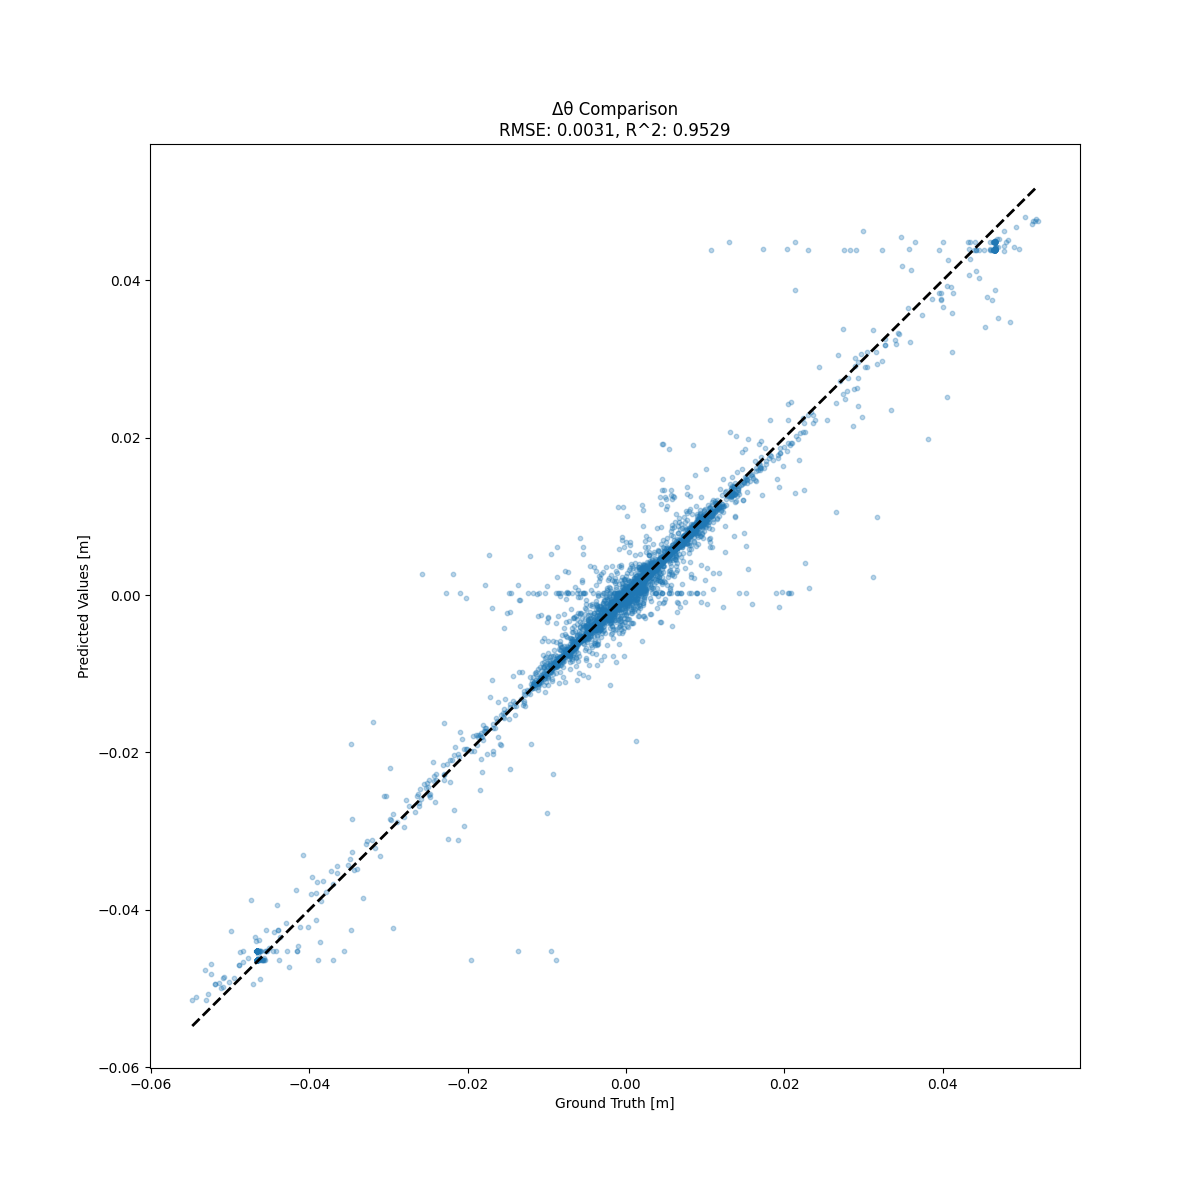 Δθ Comparison
RMSE: 0.0031, R^2: 0.9529
Predicted Values [m]
0.04
0.02
0.00
−0.02
−0.04
−0.06
−0.06 −0.04 −0.02 0.00 0.02 0.04
Ground Truth [m]